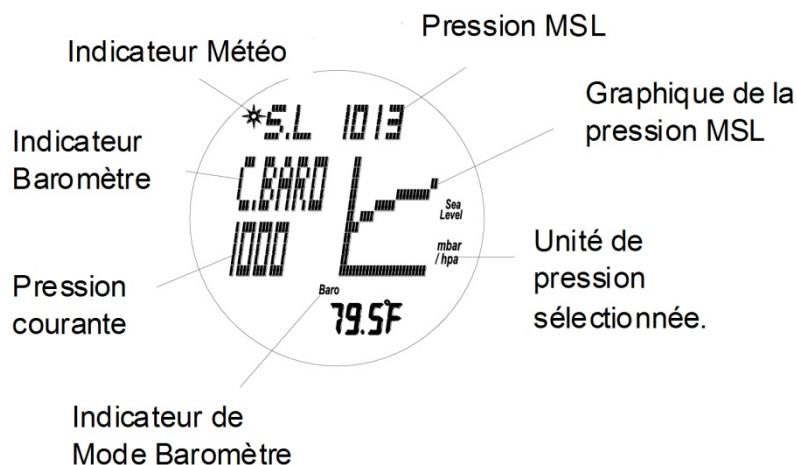 Pression MSL
Indicateur Météo
Graphique de la
pression MSL
S.L 1013
Indicateur
Baromètre
C.BARO
Sea
Level
1000
mbar
/ hpa
Unité de
pression
sélectionnée.
Pression
courante
Baro
79.5°F
Indicateur de
Mode Baromètre